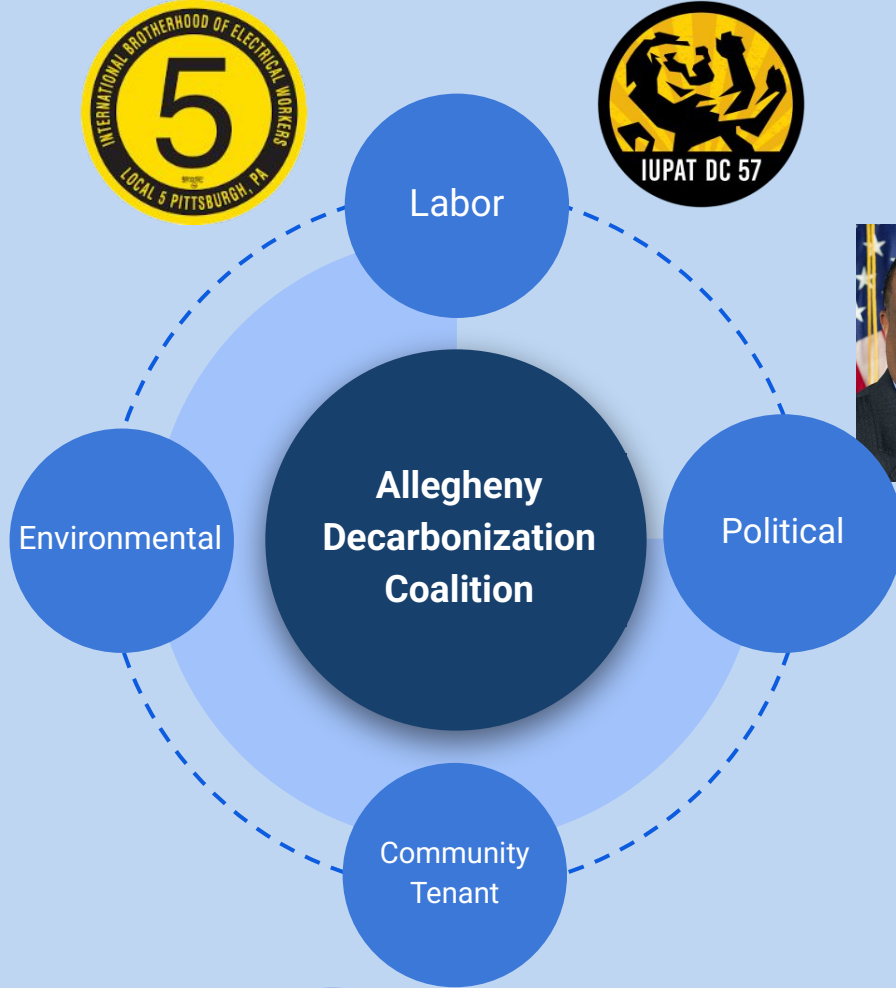 INTERNATIONAL BROTHERHOOD OF ELECTRICAL WORKERS
5
LOCAL 5 PITTSBURGH, PA
IUPAT DC 57
Labor
Environmental
Allegheny
Decarbonization
Coalition
Political
Community
Tenant